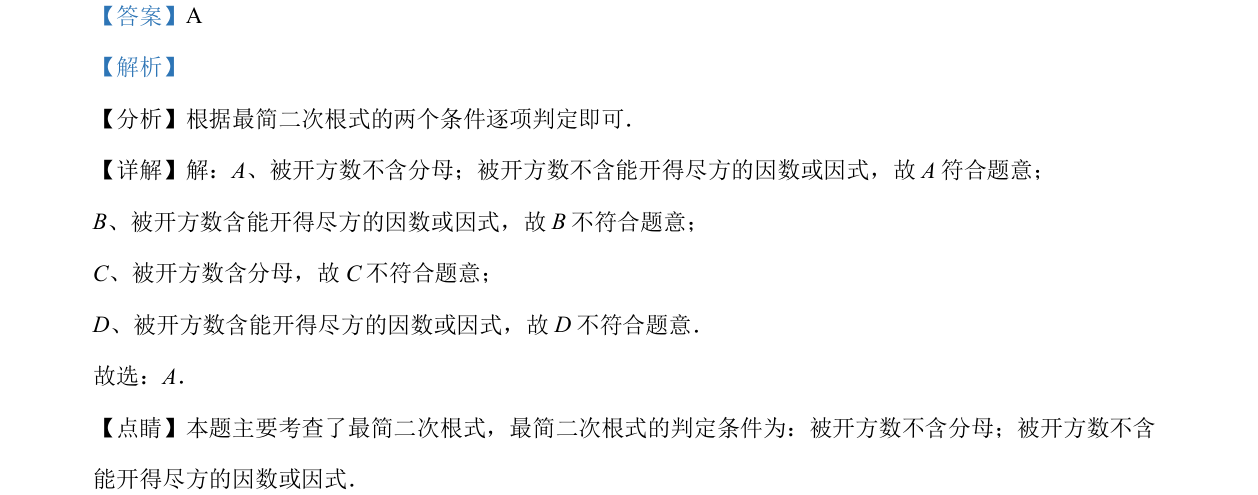 【答案】A
【解析】
【分析】根据最简二次根式的两个条件逐项判定即可．
【详解】解：A、被开方数不含分母；被开方数不含能开得尽方的因数或因式，故 A 符合题意；
B、被开方数含能开得尽方的因数或因式，故 B 不符合题意；
C、被开方数含分母，故 C 不符合题意；
D、被开方数含能开得尽方的因数或因式，故 D 不符合题意．
故选：A．
【点睛】本题主要考查了最简二次根式，最简二次根式的判定条件为：被开方数不含分母；被开方数不含
能开得尽方的因数或因式．